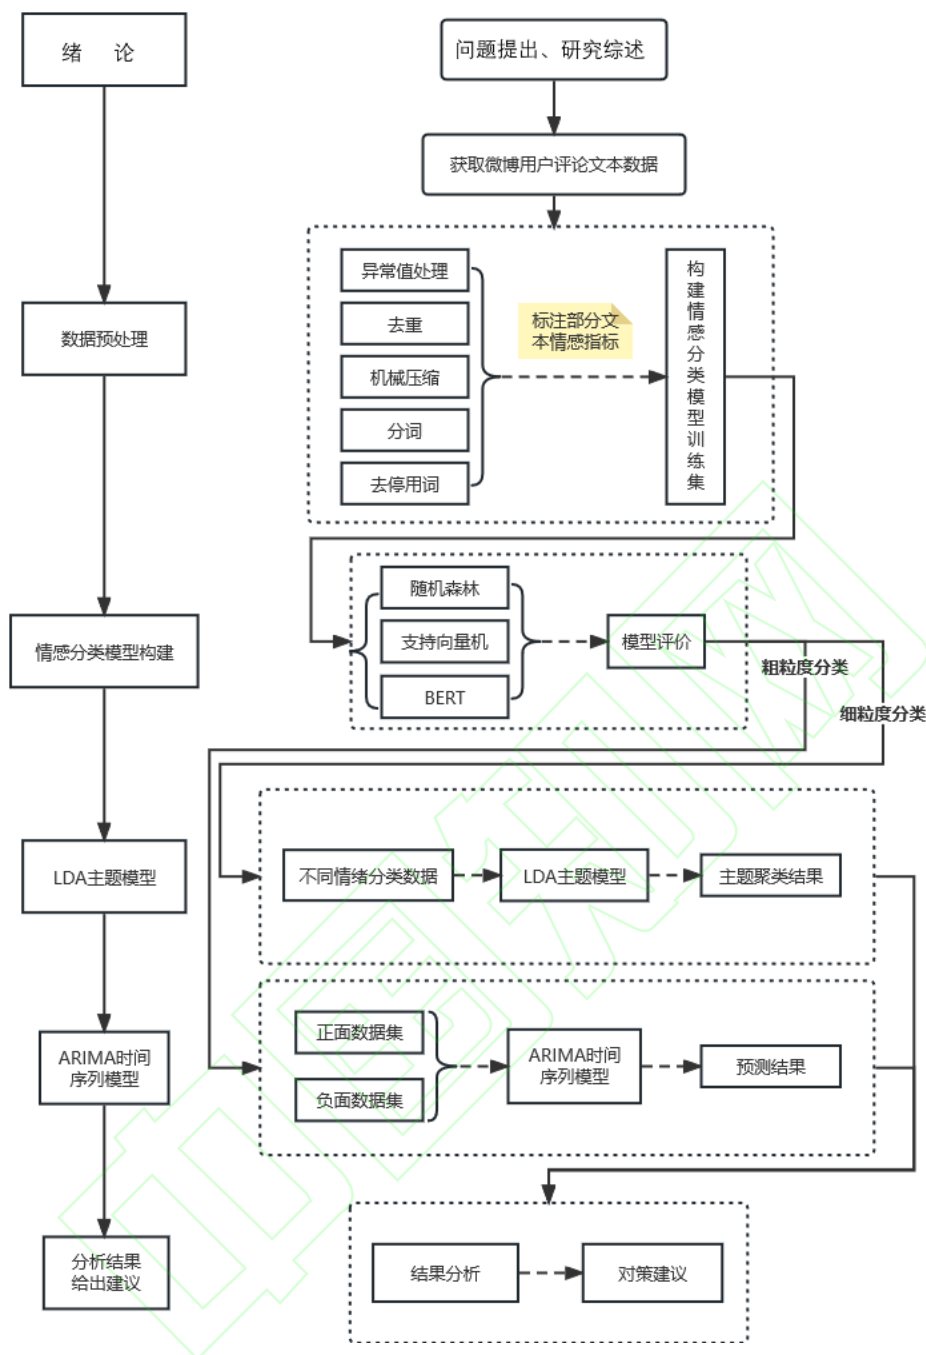 绪 论
问题提出、研究综述
获取微博用户评论文本数据
数据预处理
异常值处理
去重
机械压缩
分词
去停用词
标注部分文
本情感指标
构
建
情
感
分
类
模
型
训
练
集
情感分类模型构建
随机森林
支持向量机
BERT
模型评价
粗粒度分类
细粒度分类
LDA主题模型
不同情绪分类数据
LDA主题模型
主题聚类结果
ARIMA时间
序列模型
正面数据集
负面数据集
ARIMA时间
序列模型
预测结果
分析结果
给出建议
结果分析
对策建议
中国知网